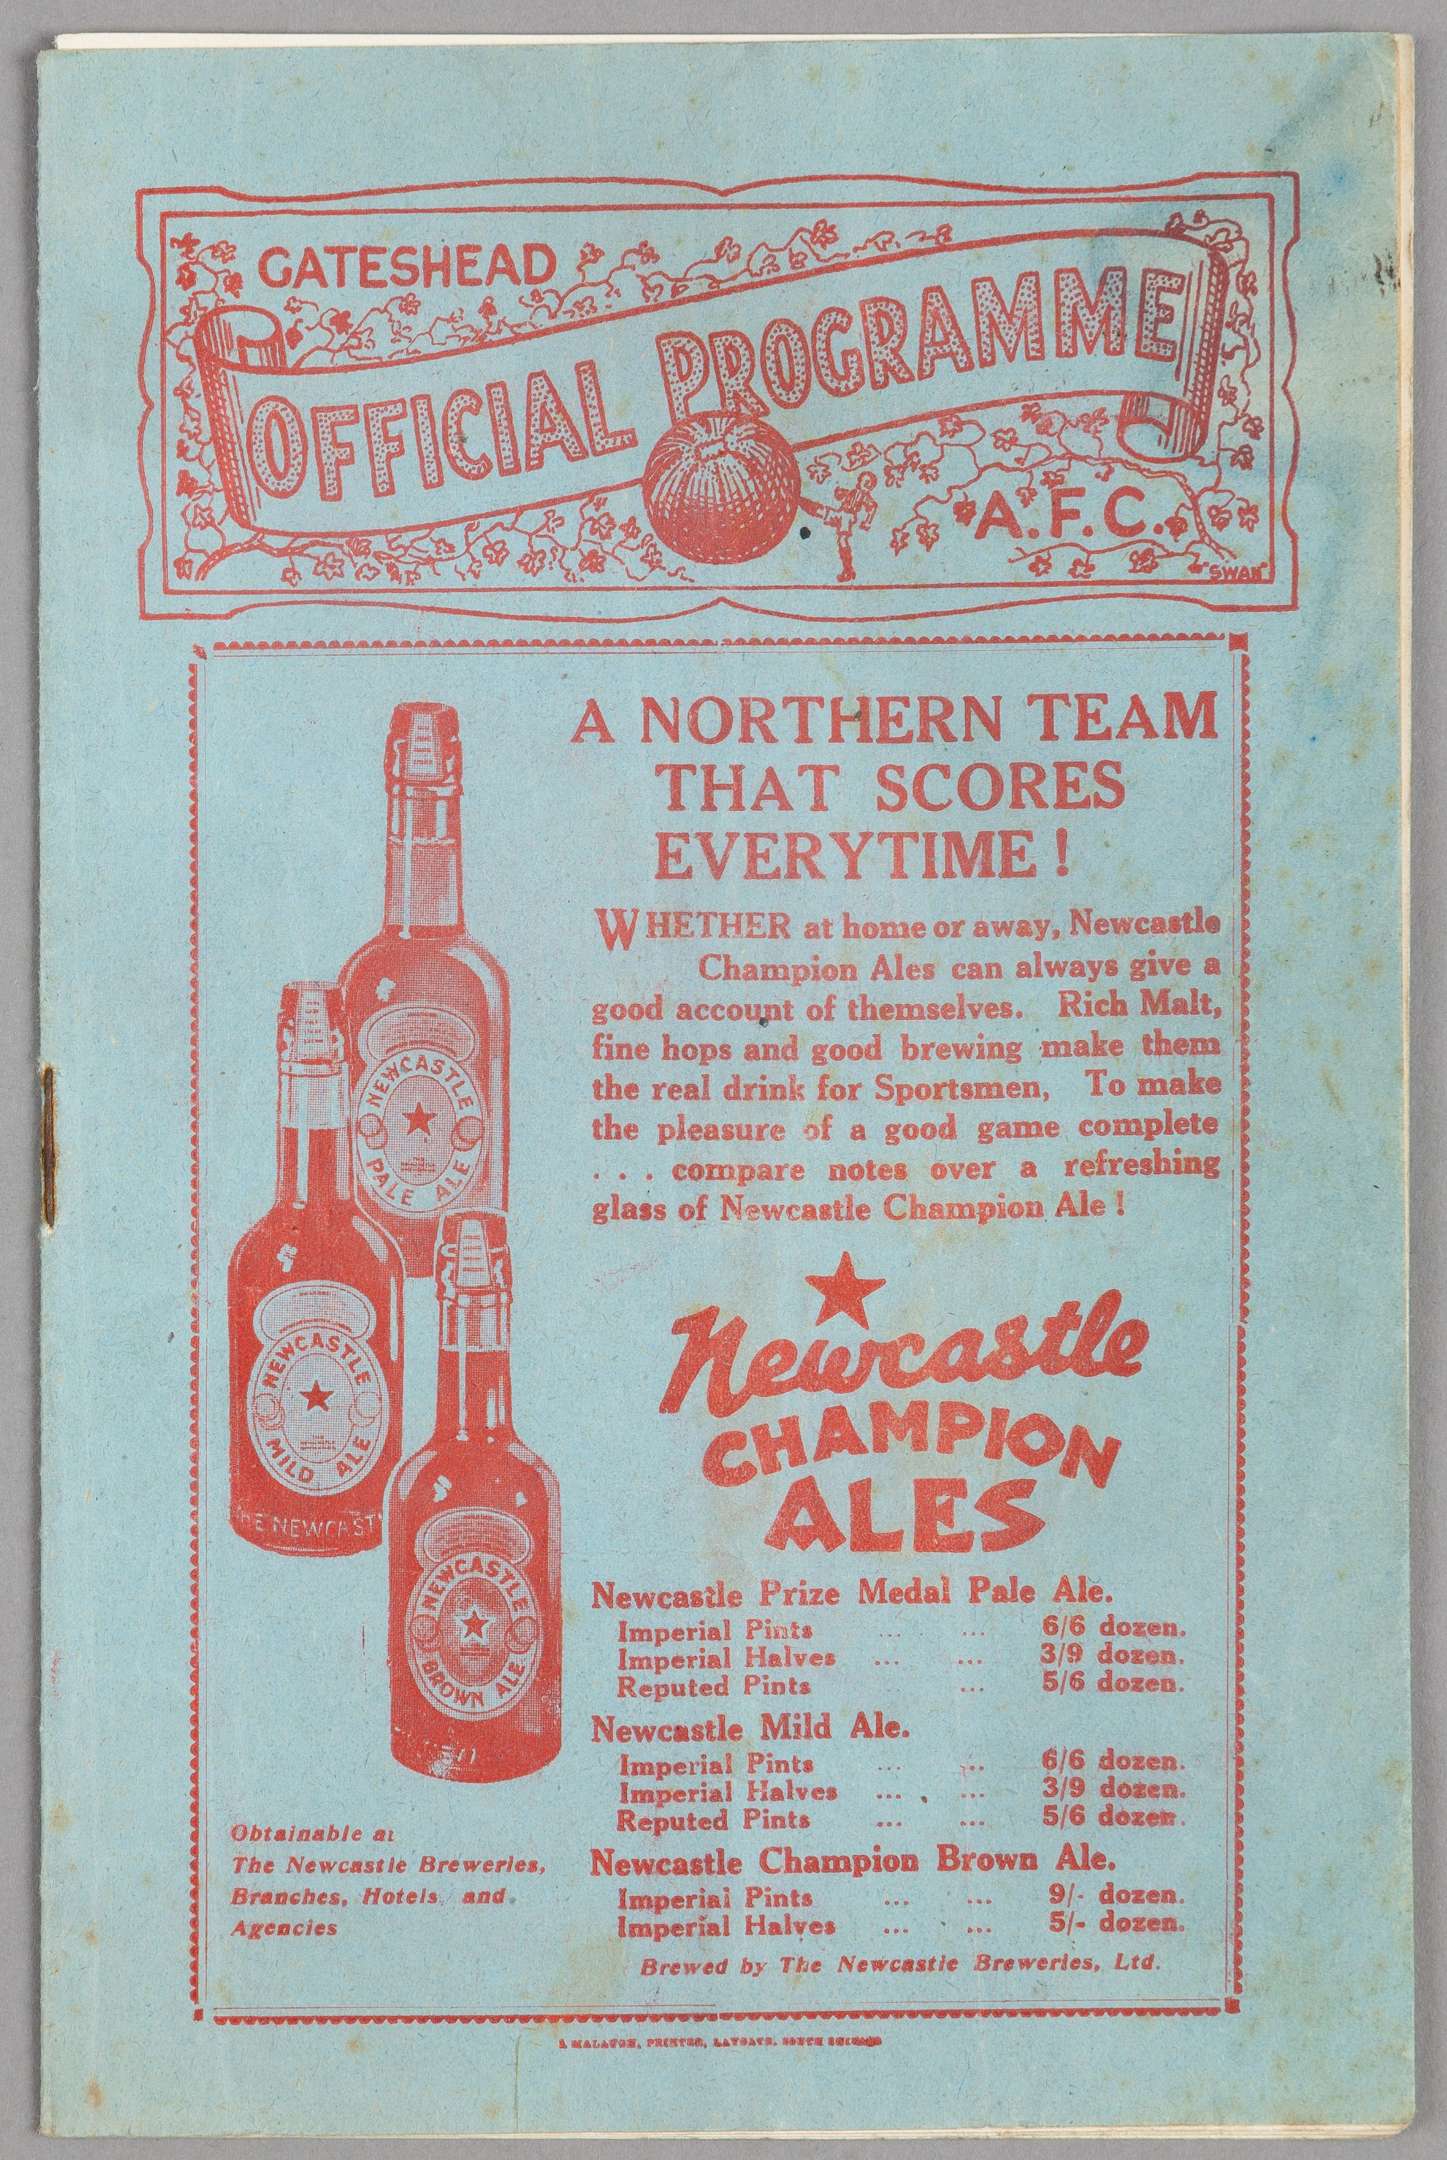 GATESHEAD
OFFICIAL PROGRAMME
A.F.C.
"SWAN"
A NORTHERN TEAM
THAT SCORES
EVERYTIME !
WHETHER at home or away, Newcastle
Champion Ales can always give a
good account of themselves. Rich Malt,
fine hops and good brewing make them
the real drink for Sportsmen, To make
the pleasure of a good game complete
. . . compare notes over a refreshing
glass of Newcastle Champion Ale !
NEWCASTLE
PALE ALE
NEWCASTLE
MILD ALE
THE NEWCAST
NEWCASTLE
BROWN ALE
Newcastle
CHAMPION
ALES
Newcastle Prize Medal Pale Ale.
Imperial Pints ... ... 6/6 dozen.
Imperial Halves ... ... 3/9 dozen.
Reputed Pints ... 5/6 dozen.
Newcastle Mild Ale.
Imperial Pints ... ... 6/6 dozen.
Imperial Halves ... ... 3/9 dozen.
Reputed Pints ... ... 5/6 dozen.
Newcastle Champion Brown Ale.
Imperial Pints ... ... 9/- dozen.
Imperial Halves ... ... 5/- dozen.
Brewed by The Newcastle Breweries, Ltd.
Obtainable at
The Newcastle Breweries,
Branches, Hotels and
Agencies
PRINTER, LAYGATE, SOUTH SHIELDS